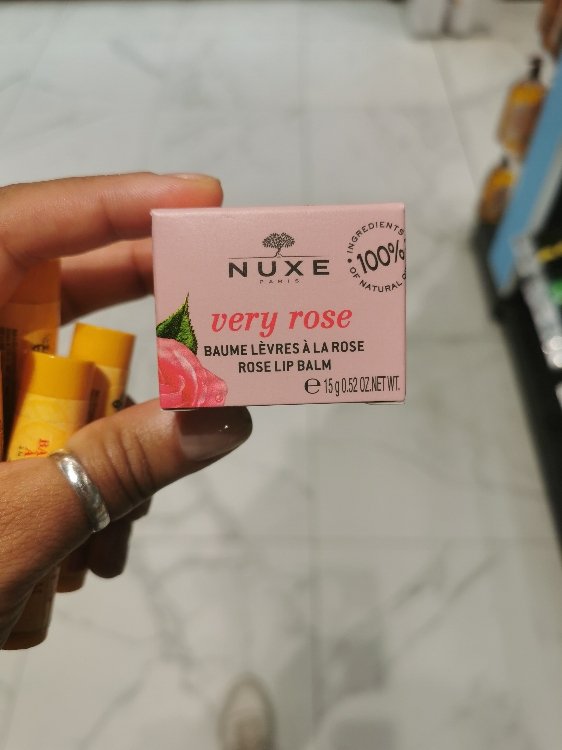 NUXE
PARIS
INGREDIENTS
100%
OF NATURAL
very rose
BAUME LÈVRES À LA ROSE
ROSE LIP BALM
℮ 15 g 0.52 OZ.NET WT.